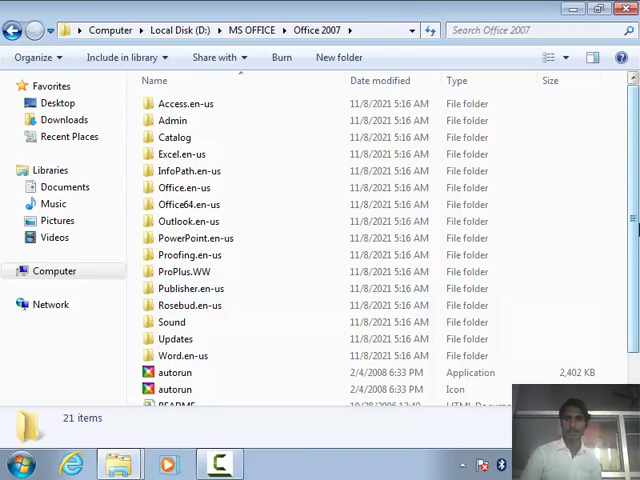 Computer ▸ Local Disk (D:) ▸ MS OFFICE ▸ Office 2007 ▸
Search Office 2007
Organize Include in library Share with Burn New folder
Name Date modified Type Size
Favorites
Desktop
Downloads
Recent Places
Libraries
Documents
Music
Pictures
Videos
Computer
Network
Access.en-us 11/8/2021 5:16 AM File folder
Admin 11/8/2021 5:16 AM File folder
Catalog 11/8/2021 5:16 AM File folder
Excel.en-us 11/8/2021 5:16 AM File folder
InfoPath.en-us 11/8/2021 5:16 AM File folder
Office.en-us 11/8/2021 5:16 AM File folder
Office64.en-us 11/8/2021 5:16 AM File folder
Outlook.en-us 11/8/2021 5:16 AM File folder
PowerPoint.en-us 11/8/2021 5:16 AM File folder
Proofing.en-us 11/8/2021 5:16 AM File folder
ProPlus.WW 11/8/2021 5:16 AM File folder
Publisher.en-us 11/8/2021 5:16 AM File folder
Rosebud.en-us 11/8/2021 5:16 AM File folder
Sound 11/8/2021 5:16 AM File folder
Updates 11/8/2021 5:16 AM File folder
Word.en-us 11/8/2021 5:16 AM File folder
autorun 2/4/2008 6:33 PM Application 2,402 KB
autorun 2/4/2008 6:33 PM Icon
README
21 items